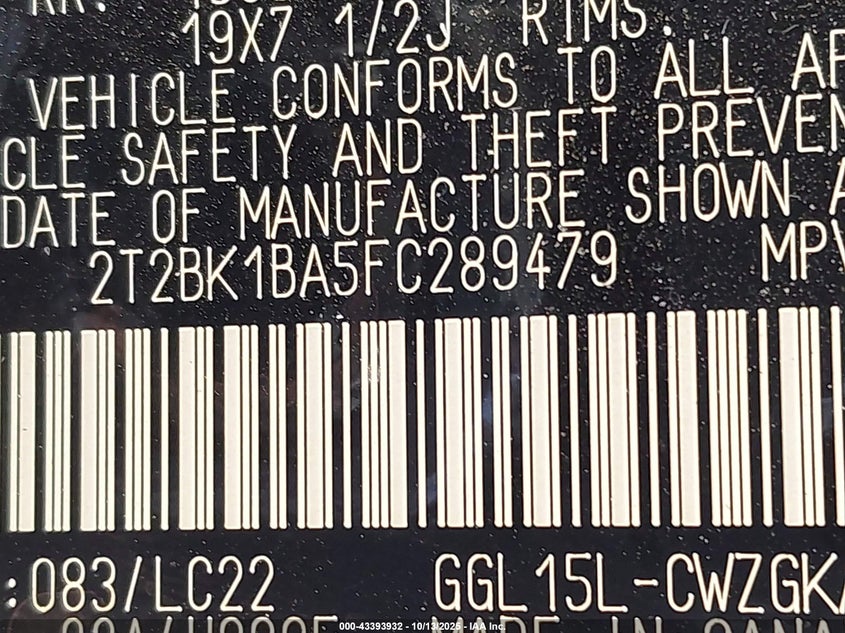 19X7 1/2J RIMS.
VEHICLE CONFORMS TO ALL
CLE SAFETY AND THEFT PREVEN
DATE OF MANUFACTURE SHOWN A
2T2BK1BA5FC289479 MPV
:083/LC22 GGL15L-CWZGK
000-43393932 - 10/13/2025 - IAA Inc.